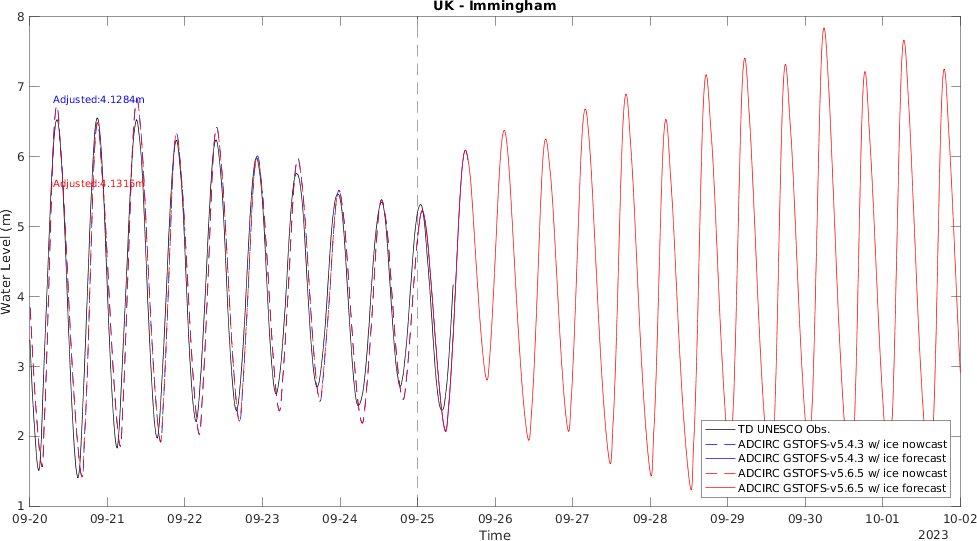 UK - Immingham
8
7
6
5
4
3
2
1
Water Level (m)
Adjusted:4.1284m
Adjusted:4.1315m
TD UNESCO Obs.
ADCIRC GSTOFS-v5.4.3 w/ ice nowcast
ADCIRC GSTOFS-v5.4.3 w/ ice forecast
ADCIRC GSTOFS-v5.6.5 w/ ice nowcast
ADCIRC GSTOFS-v5.6.5 w/ ice forecast
09-20 09-21 09-22 09-23 09-24 09-25 09-26 09-27 09-28 09-29 09-30 10-01 10-02
Time
2023